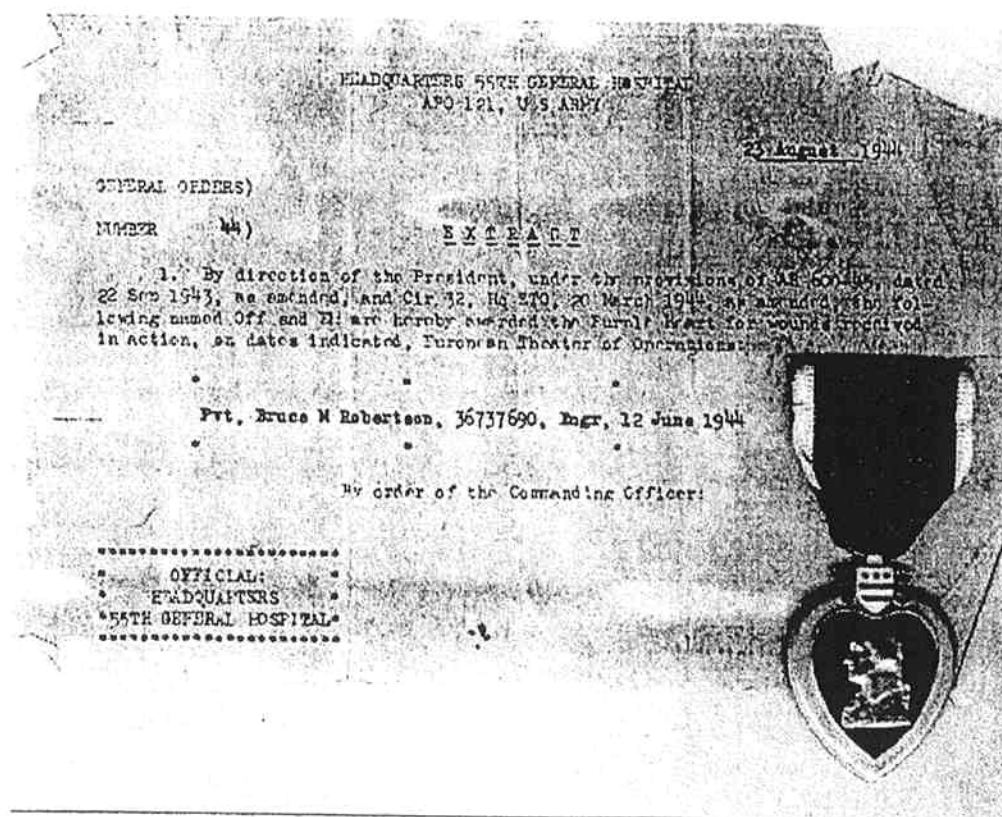 HEADQUARTERS 55TH GENERAL HOSPITAL
APO 121, U S ARMY
23 August 1944
GENERAL ORDERS)
NUMBER 44)
E X T R A C T
1. By direction of the President, under the provisions of AR 600-45, dated
22 Sep 1943, as amended, and Cir 32, Hq ETO, 20 March 1944, as amended, the fol-
lowing named Off and EM are hereby awarded the Purple Heart for wounds received
in action, on dates indicated, European Theater of Operations
* * *
Pvt, Bruce M Robertson, 36737690, Engr, 12 June 1944
* * *
By order of the Commanding Officer:
OFFICIAL:
HEADQUARTERS
55TH GENERAL HOSPITAL